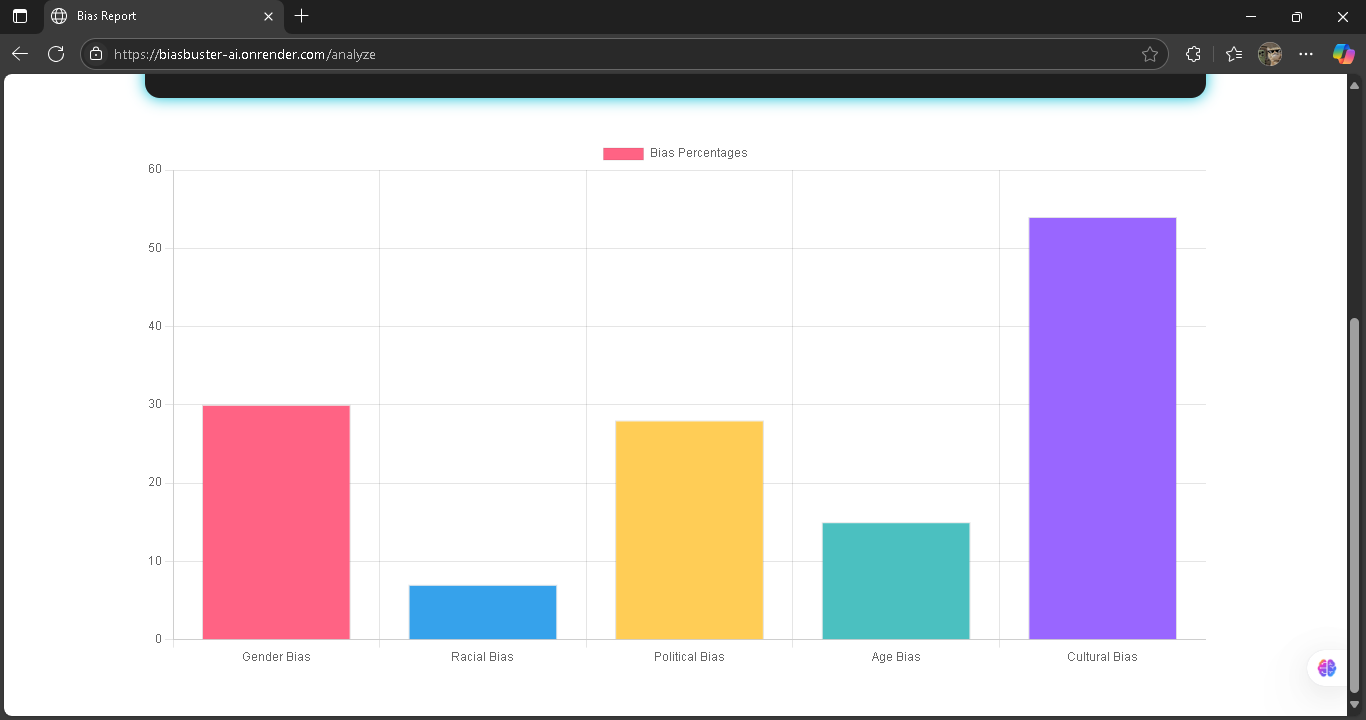 Bias Report
https://biasbuster-ai.onrender.com/analyze
Bias Percentages
60
50
40
30
20
10
0
Gender Bias Racial Bias Political Bias Age Bias Cultural Bias